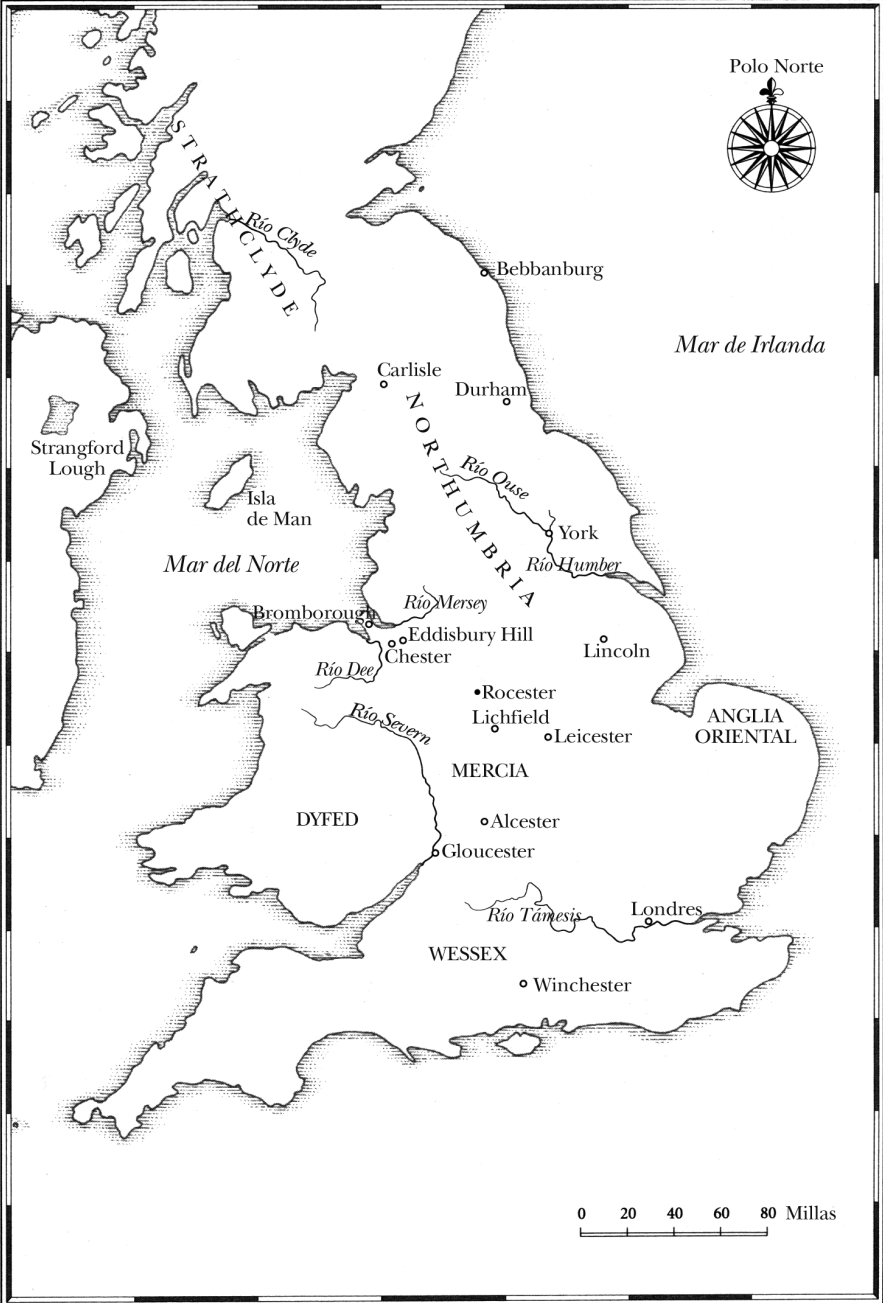 Polo Norte
STRATHCLYDE
Río Clyde
Bebbanburg
Mar de Irlanda
Carlisle
Durham
NORTHUMBRIA
Strangford
Lough
Río Ouse
Isla
de Man
York
Mar del Norte
Río Humber
Río Mersey
Bromborough
Eddisbury Hill
Chester
Lincoln
Río Dee
Rocester
Lichfield
Río Severn
Leicester
ANGLIA
ORIENTAL
MERCIA
DYFED
Alcester
Gloucester
Río Támesis
Londres
WESSEX
Winchester
0 20 40 60 80 Millas